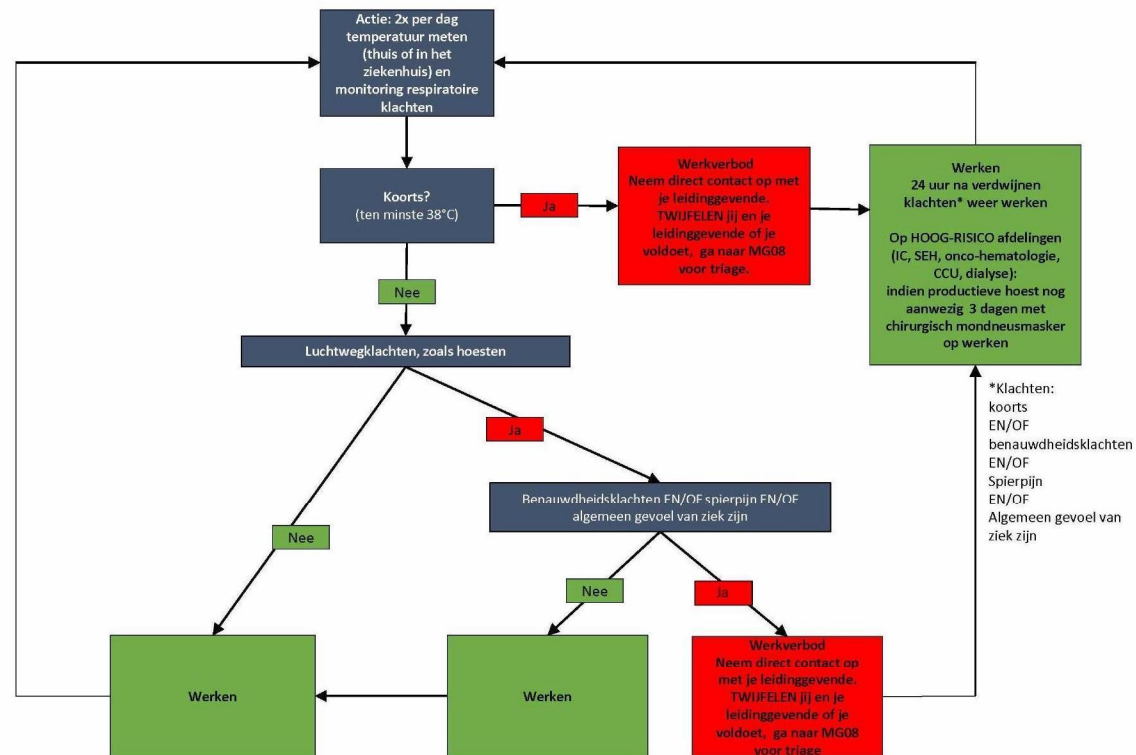 Actie: 2x per dag
temperatuur meten
(thuis of in het
ziekenhuis) en
monitoring respiratoire
klachten
Koorts?
(ten minste 38°C)
Ja
Werkverbod
Neem direct contact op met
je leidinggevende.
TWIJFELEN jij en je
leidinggevende of je
voldoet, ga naar MG08
voor triage.
Werken
24 uur na verdwijnen
klachten* weer werken
Op HOOG-RISICO afdelingen
(IC, SEH, onco-hematologie,
CCU, dialyse):
indien productieve hoest nog
aanwezig 3 dagen met
chirurgisch mondneusmasker
op werken
Nee
Luchtwegklachten, zoals hoesten
*Klachten:
koorts
EN/OF
benauwdheidsklachten
EN/OF
Spierpijn
EN/OF
Algemeen gevoel van
ziek zijn
Ja
Benauwdheidsklachten EN/OF spierpijn EN/OF
algemeen gevoel van ziek zijn
Nee
Nee
Ja
Werken
Werken
Werkverbod
Neem direct contact op
met je leidinggevende.
TWIJFELEN jij en je
leidinggevende of je
voldoet, ga naar MG08
voor triage